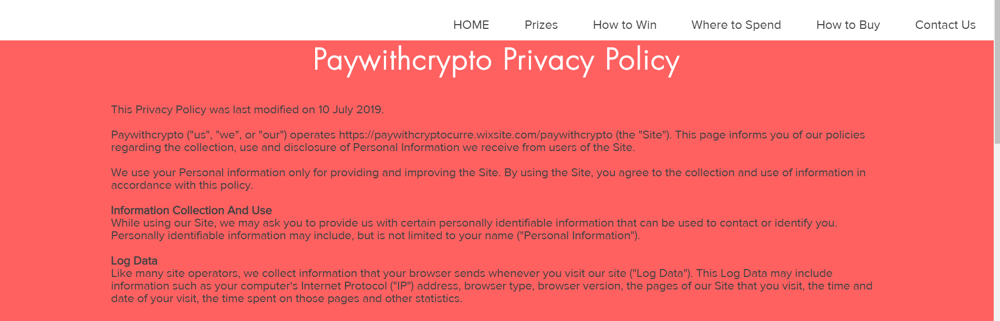 HOME Prizes How to Win Where to Spend How to Buy Contact Us
Paywithcrypto Privacy Policy
This Privacy Policy was last modified on 10 July 2019.
Paywithcrypto ("us", "we", or "our") operates https://paywithcryptocurre.wixsite.com/paywithcrypto (the "Site"). This page informs you of our policies
regarding the collection, use and disclosure of Personal Information we receive from users of the Site.
We use your Personal information only for providing and improving the Site. By using the Site, you agree to the collection and use of information in
accordance with this policy.
Information Collection And Use
While using our Site, we may ask you to provide us with certain personally identifiable information that can be used to contact or identify you.
Personally identifiable information may include, but is not limited to your name ("Personal Information").
Log Data
Like many site operators, we collect information that your browser sends whenever you visit our site ("Log Data"). This Log Data may include
information such as your computer's Internet Protocol ("IP") address, browser type, browser version, the pages of our Site that you visit, the time and
date of your visit, the time spent on those pages and other statistics.